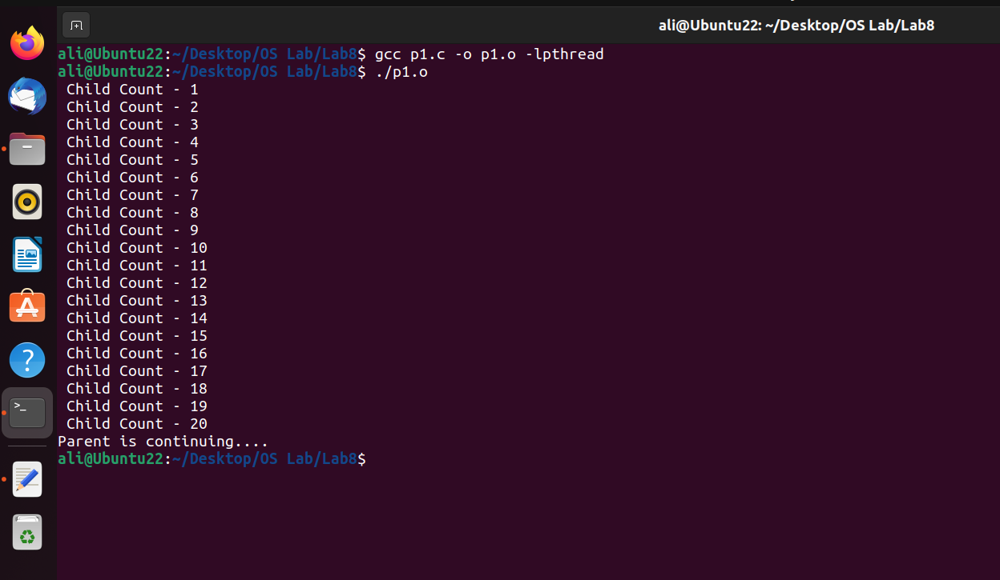 ali@Ubuntu22: ~/Desktop/OS Lab/Lab8
ali@Ubuntu22:~/Desktop/OS Lab/Lab8$ gcc p1.c -o p1.o -lpthread
ali@Ubuntu22:~/Desktop/OS Lab/Lab8$ ./p1.o
 Child Count - 1
 Child Count - 2
 Child Count - 3
 Child Count - 4
 Child Count - 5
 Child Count - 6
 Child Count - 7
 Child Count - 8
 Child Count - 9
 Child Count - 10
 Child Count - 11
 Child Count - 12
 Child Count - 13
 Child Count - 14
 Child Count - 15
 Child Count - 16
 Child Count - 17
 Child Count - 18
 Child Count - 19
 Child Count - 20
Parent is continuing....
ali@Ubuntu22:~/Desktop/OS Lab/Lab8$